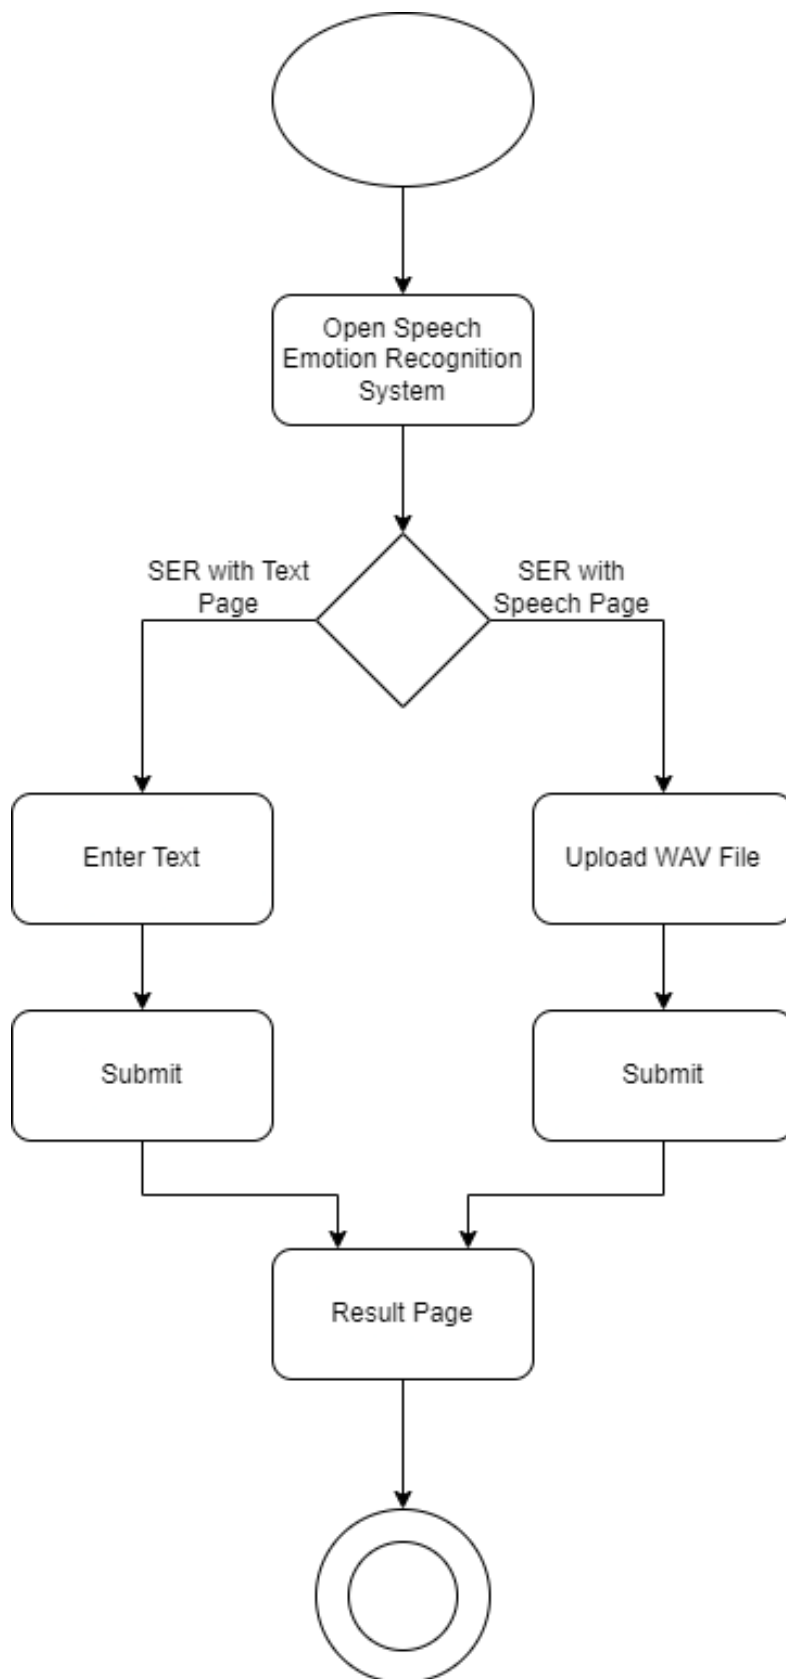 Open Speech
Emotion Recognition
System
SER with Text
Page
SER with
Speech Page
Enter Text
Upload WAV File
Submit
Submit
Result Page